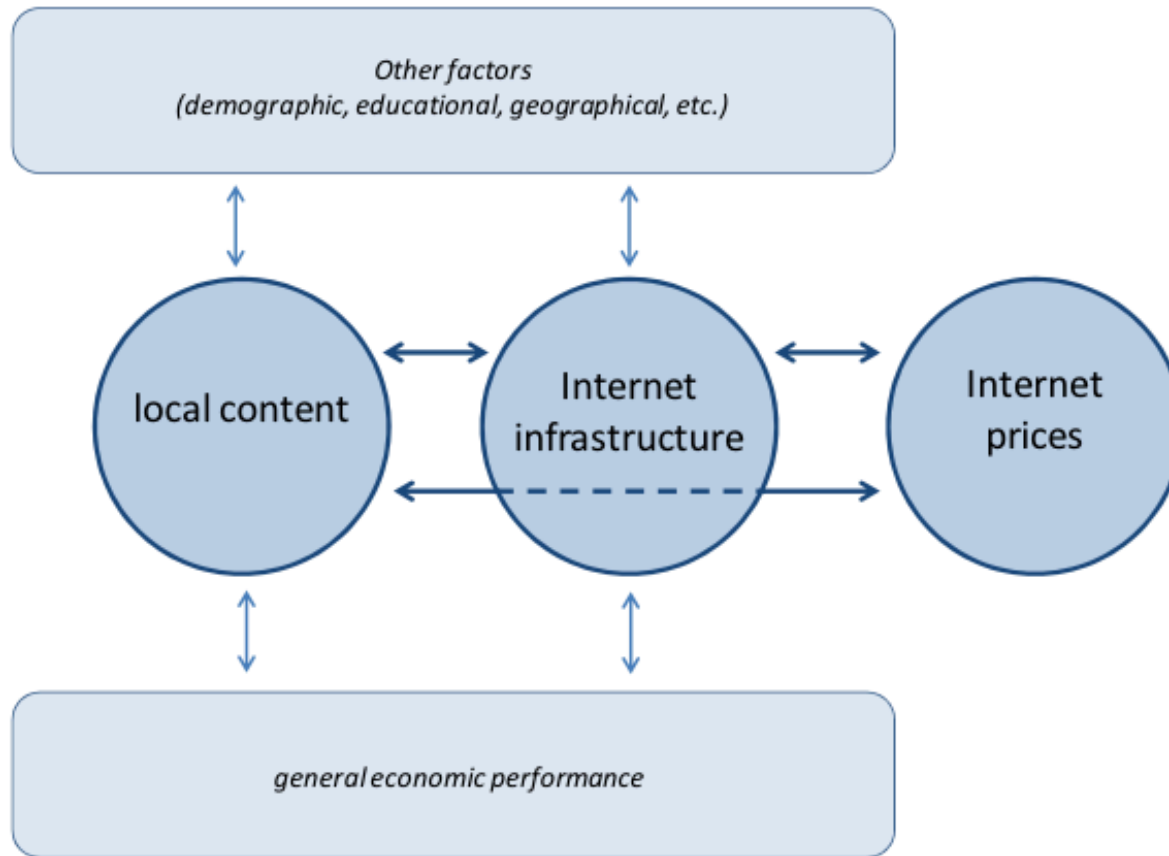 Other factors
(demographic, educational, geographical, etc.)
local content
Internet
infrastructure
Internet
prices
general economic performance